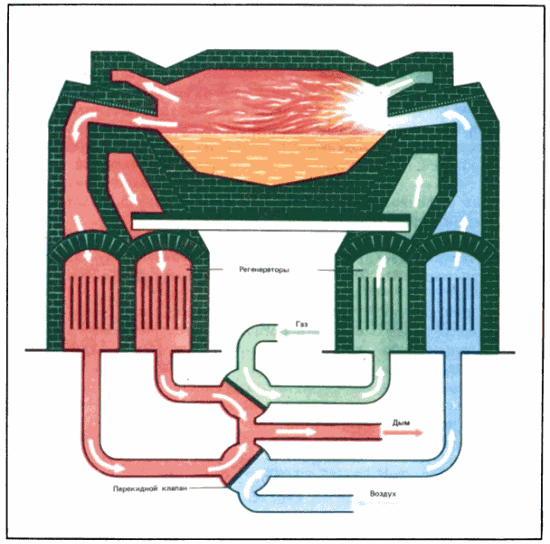 Регенераторы
Газ
Дым
Перекидной клапан
Воздух